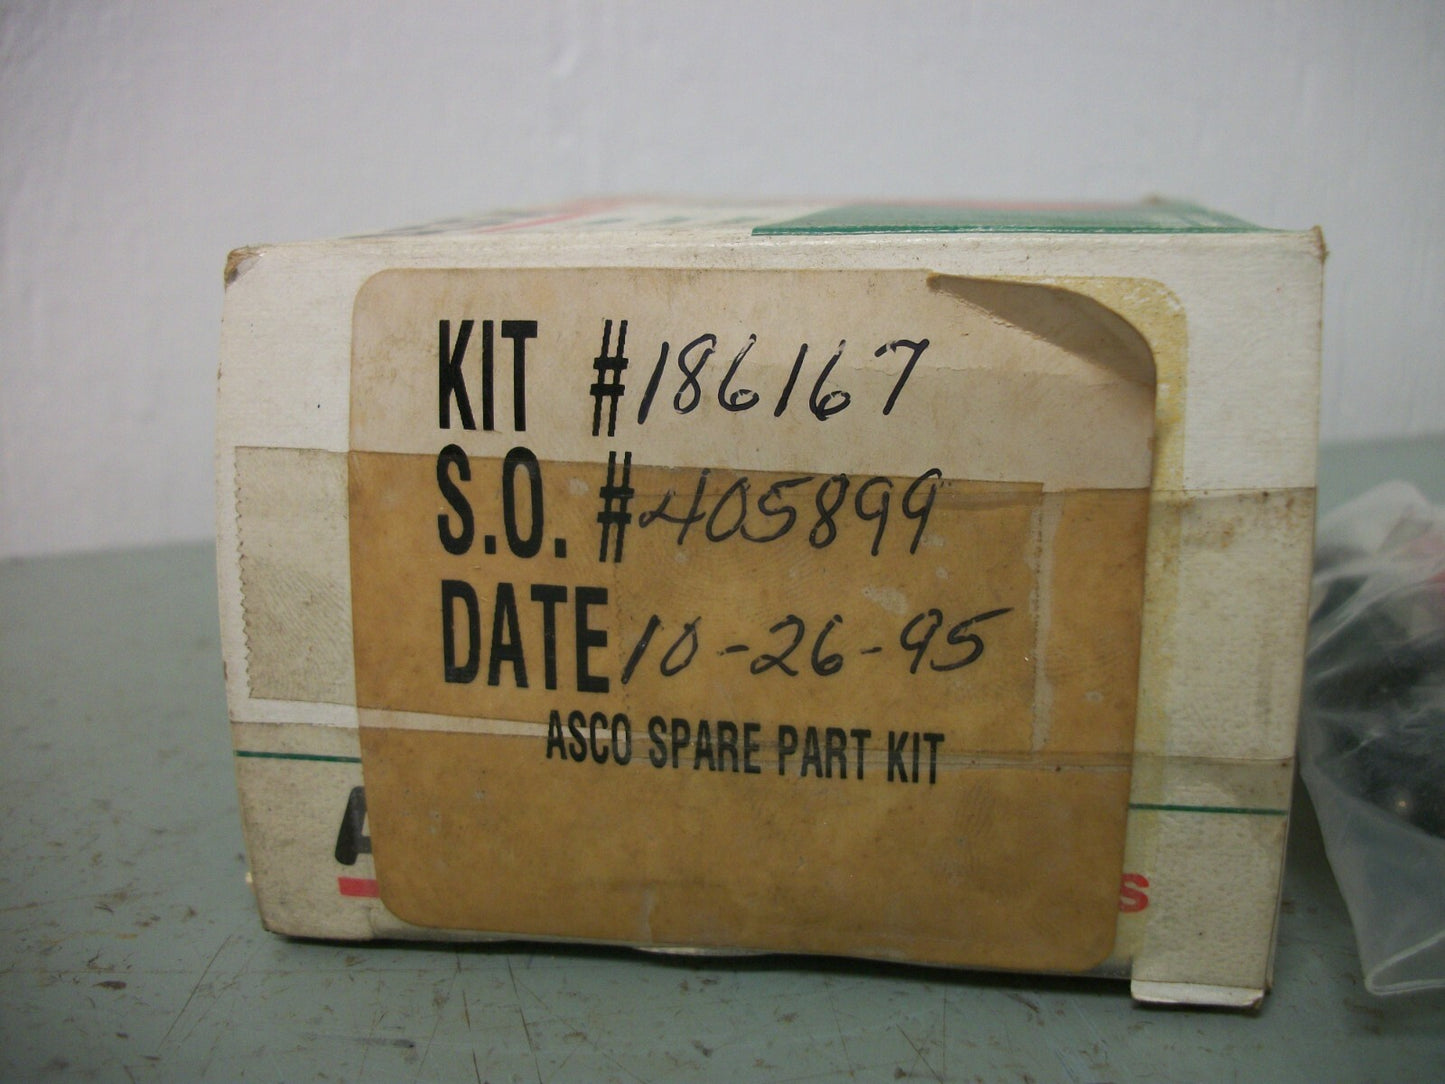 KIT #186167
S.O. #405899
DATE 10-26-95
ASCO SPARE PART KIT